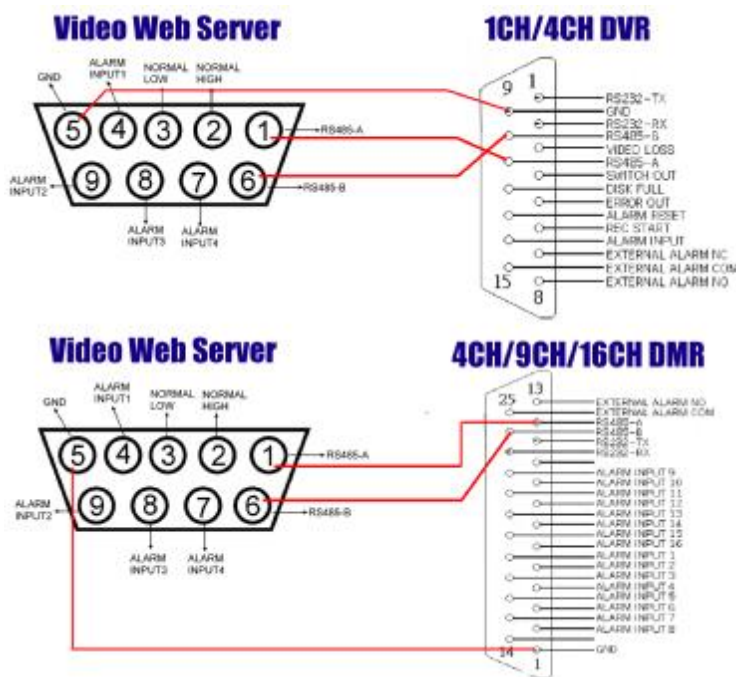 Video Web Server
1CH/4CH DVR
GND
ALARM
INPUT1
NORMAL
LOW
NORMAL
HIGH
5
4
3
2
1
RS485-A
9
8
7
6
RS485-B
ALARM
INPUT2
ALARM
INPUT3
ALARM
INPUT4
9
1
RS232-TX
GND
RS232-RX
RS485-B
VIDEO LOSS
RS485-A
SWITCH OUT
DISK FULL
ERROR OUT
ALARM RESET
REC START
ALARM INPUT
EXTERNAL ALARM NC
EXTERNAL ALARM COM
EXTERNAL ALARM NO
15
8
Video Web Server
4CH/9CH/16CH DMR
GND
ALARM
INPUT1
NORMAL
LOW
NORMAL
HIGH
5
4
3
2
1
RS485-A
9
8
7
6
RS485-B
ALARM
INPUT2
ALARM
INPUT3
ALARM
INPUT4
25
13
EXTERNAL ALARM NO
EXTERNAL ALARM COM
RS485-A
RS485-B
RS232-TX
RS232-RX
ALARM INPUT 9
ALARM INPUT 10
ALARM INPUT 11
ALARM INPUT 12
ALARM INPUT 13
ALARM INPUT 14
ALARM INPUT 15
ALARM INPUT 16
ALARM INPUT 1
ALARM INPUT 2
ALARM INPUT 3
ALARM INPUT 4
ALARM INPUT 5
ALARM INPUT 6
ALARM INPUT 7
ALARM INPUT 8
GND
14
1